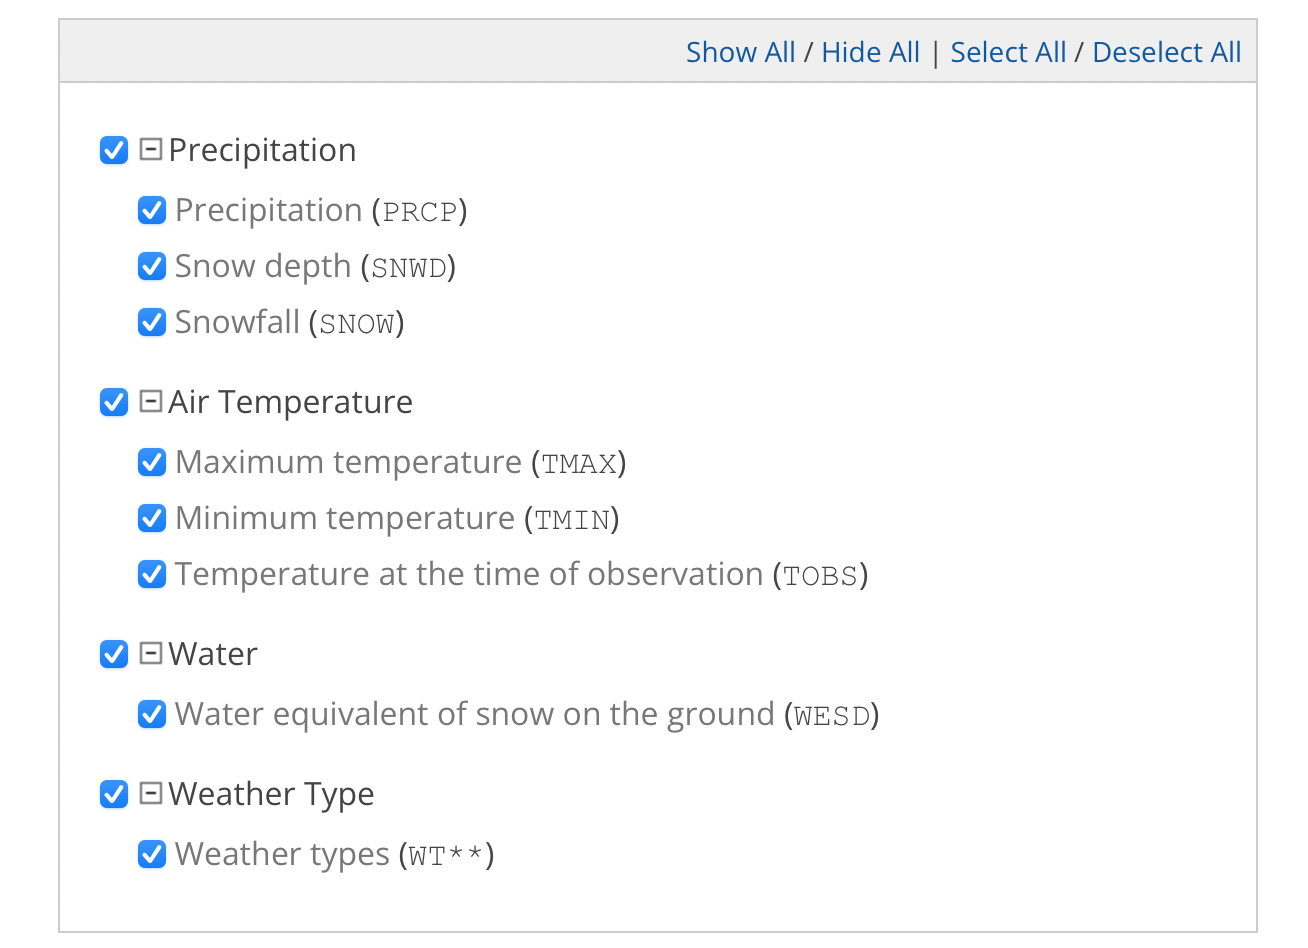 Show All / Hide All | Select All / Deselect All
Precipitation
Precipitation (PRCP)
Snow depth (SNWD)
Snowfall (SNOW)
Air Temperature
Maximum temperature (TMAX)
Minimum temperature (TMIN)
Temperature at the time of observation (TOBS)
Water
Water equivalent of snow on the ground (WESD)
Weather Type
Weather types (WT**)